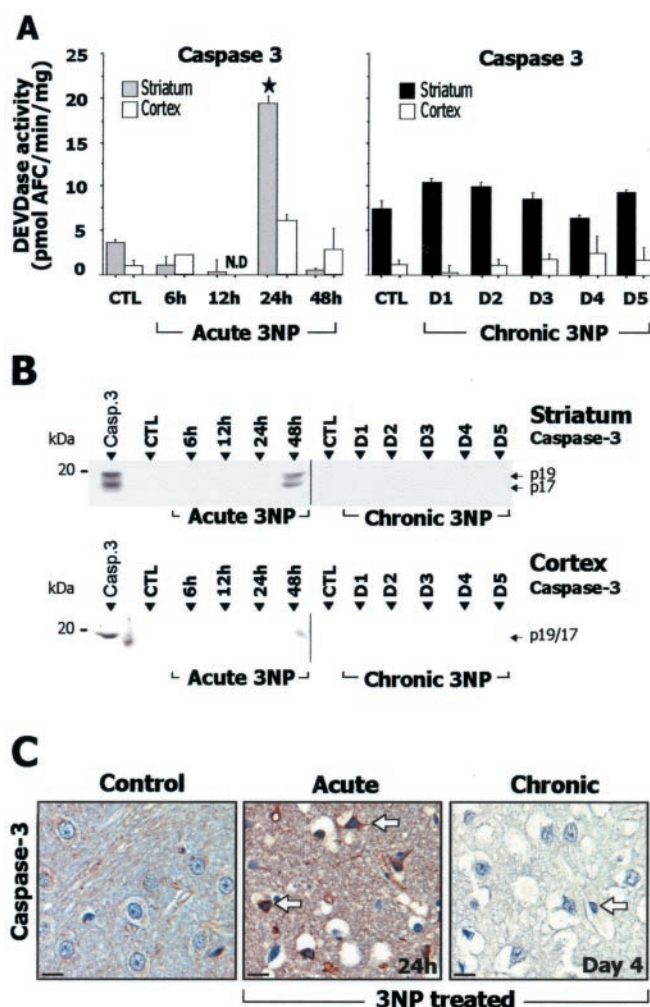 A
Caspase 3
Caspase 3
DEVDase activity
(pmol AFC/min/mg)
25
20
15
10
5
0
Striatum
Cortex
★
N.D
Striatum
Cortex
CTL 6h 12h 24h 48h
Acute 3NP
CTL D1 D2 D3 D4 D5
Chronic 3NP
B
kDa
Casp.3 CTL 6h 12h 24h 48h CTL D1 D2 D3 D4 D5
Striatum
Caspase-3
20
p19
p17
Acute 3NP Chronic 3NP
kDa
Casp.3 CTL 6h 12h 24h 48h CTL D1 D2 D3 D4 D5
Cortex
Caspase-3
20
p19/17
Acute 3NP Chronic 3NP
C
Control Acute Chronic
Caspase-3
24h
Day 4
3NP treated